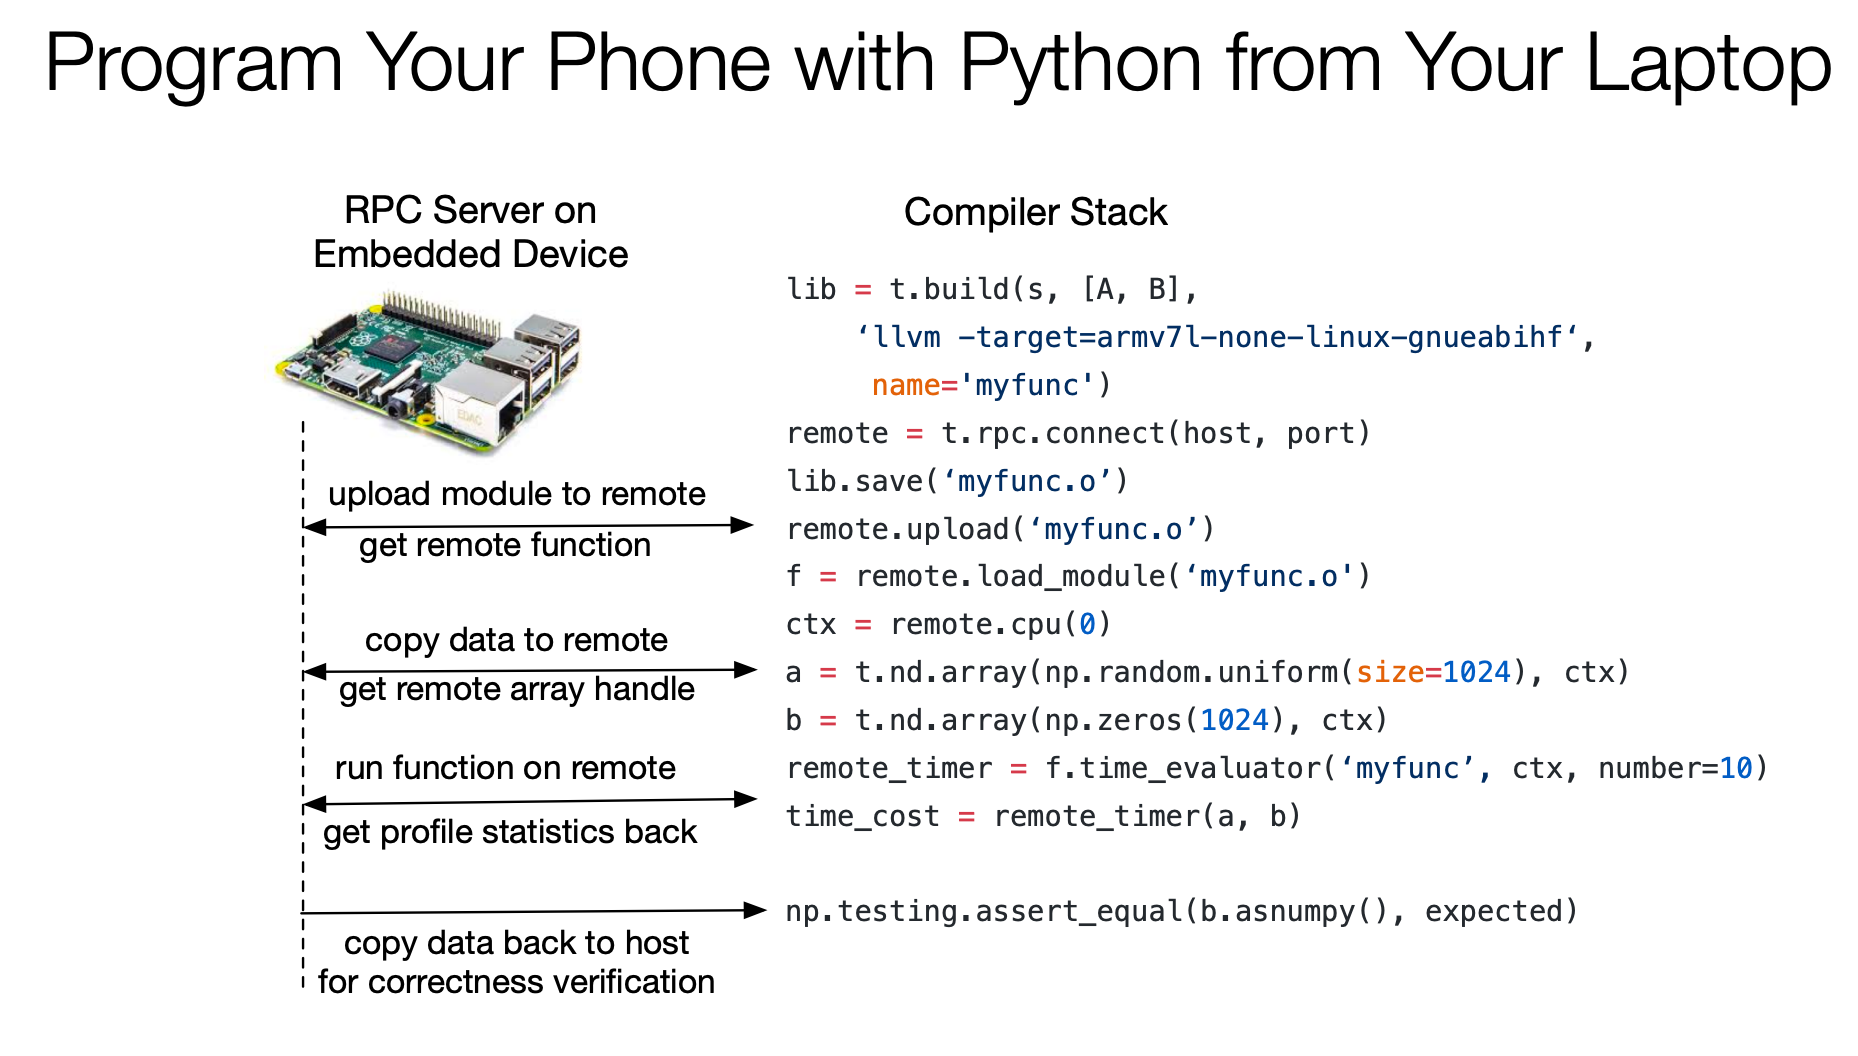 Program Your Phone with Python from Your Laptop
RPC Server on
Embedded Device
EDAC
upload module to remote
get remote function
copy data to remote
get remote array handle
run function on remote
get profile statistics back
copy data back to host
for correctness verification
Compiler Stack
lib = t.build(s, [A, B],
‘llvm -target=armv7l-none-linux-gnueabihf‘,
name='myfunc')
remote = t.rpc.connect(host, port)
lib.save(‘myfunc.o’)
remote.upload(‘myfunc.o’)
f = remote.load_module(‘myfunc.o')
ctx = remote.cpu(0)
a = t.nd.array(np.random.uniform(size=1024), ctx)
b = t.nd.array(np.zeros(1024), ctx)
remote_timer = f.time_evaluator(‘myfunc’, ctx, number=10)
time_cost = remote_timer(a, b)
np.testing.assert_equal(b.asnumpy(), expected)